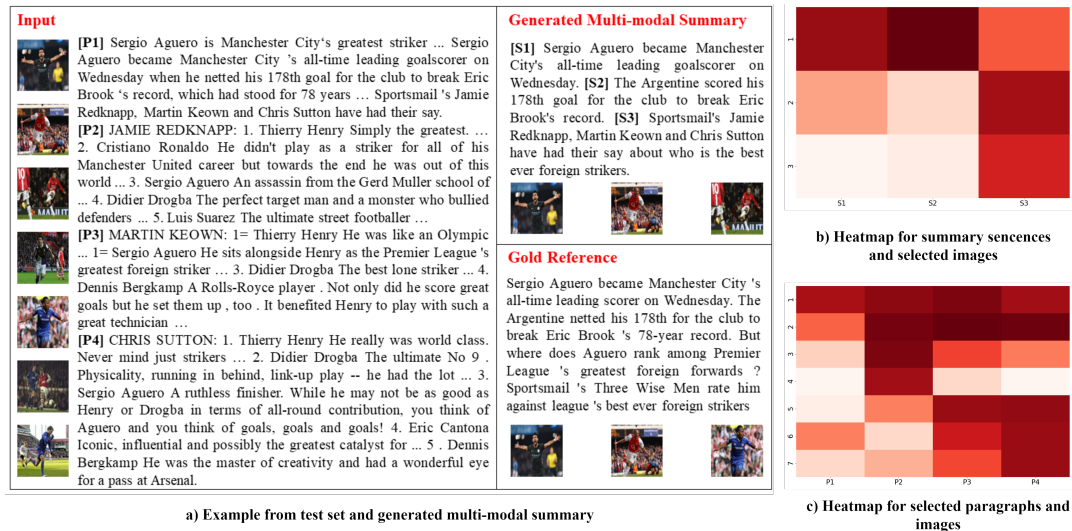 Input
[P1] Sergio Aguero is Manchester City's greatest striker ... Sergio
Aguero became Manchester City 's all-time leading goalscorer on
Wednesday when he netted his 178th goal for the club to break Eric
Brook 's record, which had stood for 78 years … Sportsmail 's Jamie
Redknapp, Martin Keown and Chris Sutton have had their say.
[P2] JAMIE REDKNAPP: 1. Thierry Henry Simply the greatest. …
2. Cristiano Ronaldo He didn't play as a striker for all of his
Manchester United career but towards the end he was out of this
world ... 3. Sergio Aguero An assassin from the Gerd Muller school of
... 4. Didier Drogba The perfect target man and a monster who bullied
defenders ... 5. Luis Suarez The ultimate street footballer …
[P3] MARTIN KEOWN: 1= Thierry Henry He was like an Olympic
... 1= Sergio Aguero He sits alongside Henry as the Premier League 's
greatest foreign striker … 3. Didier Drogba The best lone striker ... 4.
Dennis Bergkamp A Rolls-Royce player . Not only did he score great
goals but he set them up , too . It benefited Henry to play with such a
great technician …
[P4] CHRIS SUTTON: 1. Thierry Henry He really was world class.
Never mind just strikers … 2. Didier Drogba The ultimate No 9 .
Physicality, running in behind, link-up play -- he had the lot ... 3.
Sergio Aguero A ruthless finisher. While he may not be as good as
Henry or Drogba in terms of all-round contribution, you think of
Aguero and you think of goals, goals and goals! 4. Eric Cantona
Iconic, influential and possibly the greatest catalyst for ... 5 . Dennis
Bergkamp He was the master of creativity and had a wonderful eye
for a pass at Arsenal.
Generated Multi-modal Summary
[S1] Sergio Aguero became Manchester
City's all-time leading goalscorer on
Wednesday. [S2] The Argentine scored his
178th goal for the club to break Eric
Brook's record. [S3] Sportsmail's Jamie
Redknapp, Martin Keown and Chris Sutton
have had their say about who is the best
ever foreign strikers.
Gold Reference
Sergio Aguero became Manchester City 's
all-time leading scorer on Wednesday. The
Argentine netted his 178th for the club to
break Eric Brook 's 78-year record. But
where does Aguero rank among Premier
League 's greatest foreign forwards ?
Sportsmail 's Three Wise Men rate him
against league 's best ever foreign strikers
a) Example from test set and generated multi-modal summary
1
2
3
S1 S2 S3
b) Heatmap for summary sencences
and selected images
1
2
3
4
5
6
7
P1 P2 P3 P4
c) Heatmap for selected paragraphs and
images